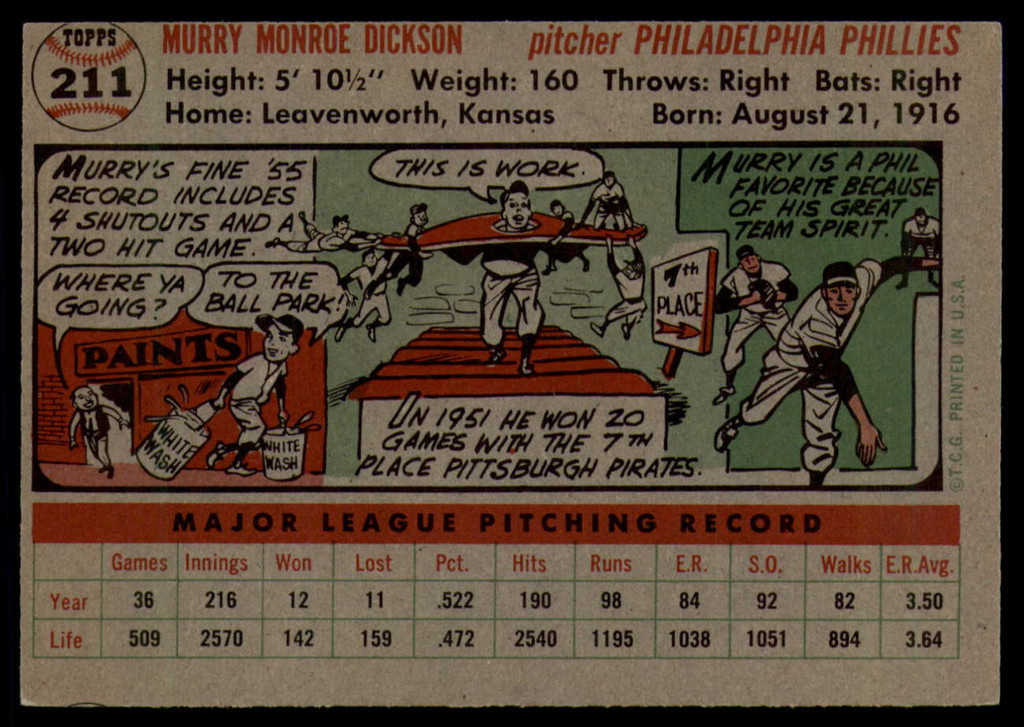 TOPPS
211
MURRY MONROE DICKSON pitcher PHILADELPHIA PHILLIES
Height: 5' 10½" Weight: 160 Throws: Right Bats: Right
Home: Leavenworth, Kansas Born: August 21, 1916
MURRY'S FINE '55
RECORD INCLUDES
4 SHUTOUTS AND A
TWO HIT GAME.
WHERE YA
GOING?
TO THE
BALL PARK!
PAINTS
WHITE
WASH
WHITE
WASH
THIS IS WORK.
7th
PLACE
IN 1951 HE WON 20
GAMES WITH THE 7TH
PLACE PITTSBURGH PIRATES.
MURRY IS A PHIL
FAVORITE BECAUSE
OF HIS GREAT
TEAM SPIRIT.
©T.C.G. PRINTED IN U.S.A.
MAJOR LEAGUE PITCHING RECORD
Games Innings Won Lost Pct. Hits Runs E.R. S.O. Walks E.R.Avg.
Year 36 216 12 11 .522 190 98 84 92 82 3.50
Life 509 2570 142 159 .472 2540 1195 1038 1051 894 3.64